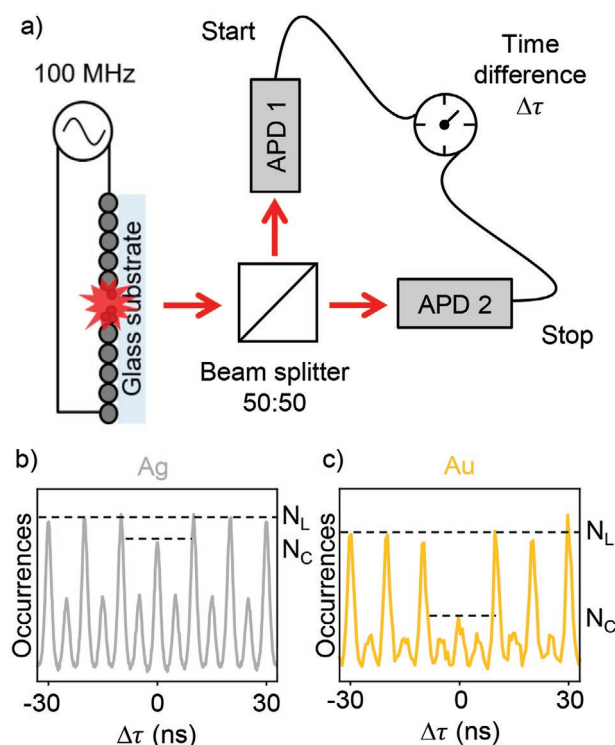 a)
100 MHz
Glass substrate
Start
APD 1
Time
difference
Δτ
APD 2
Stop
Beam splitter
50:50
b)
Ag
Occurrences
N_L
N_C
-30
0
30
Δτ (ns)
c)
Au
Occurrences
N_L
N_C
-30
0
30
Δτ (ns)